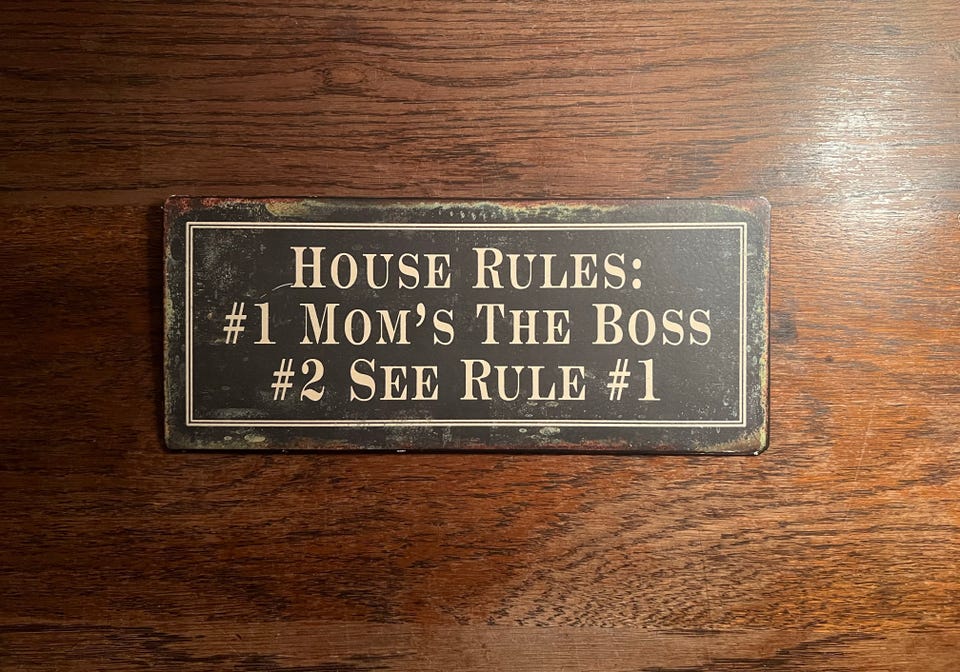 House Rules:
#1 Mom's The Boss
#2 See Rule #1